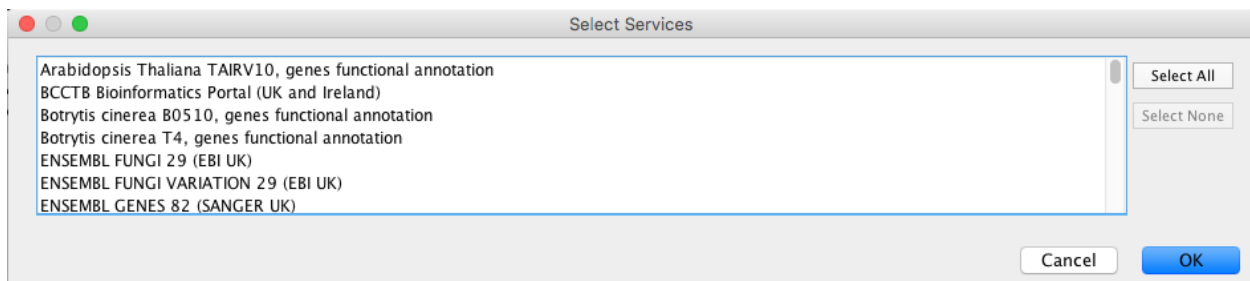 Select Services
Arabidopsis Thaliana TAIRV10, genes functional annotation
BCCTB Bioinformatics Portal (UK and Ireland)
Botrytis cinerea B0510, genes functional annotation
Botrytis cinerea T4, genes functional annotation
ENSEMBL FUNGI 29 (EBI UK)
ENSEMBL FUNGI VARIATION 29 (EBI UK)
ENSEMBL GENES 82 (SANGER UK)
Select All
Select None
Cancel
OK